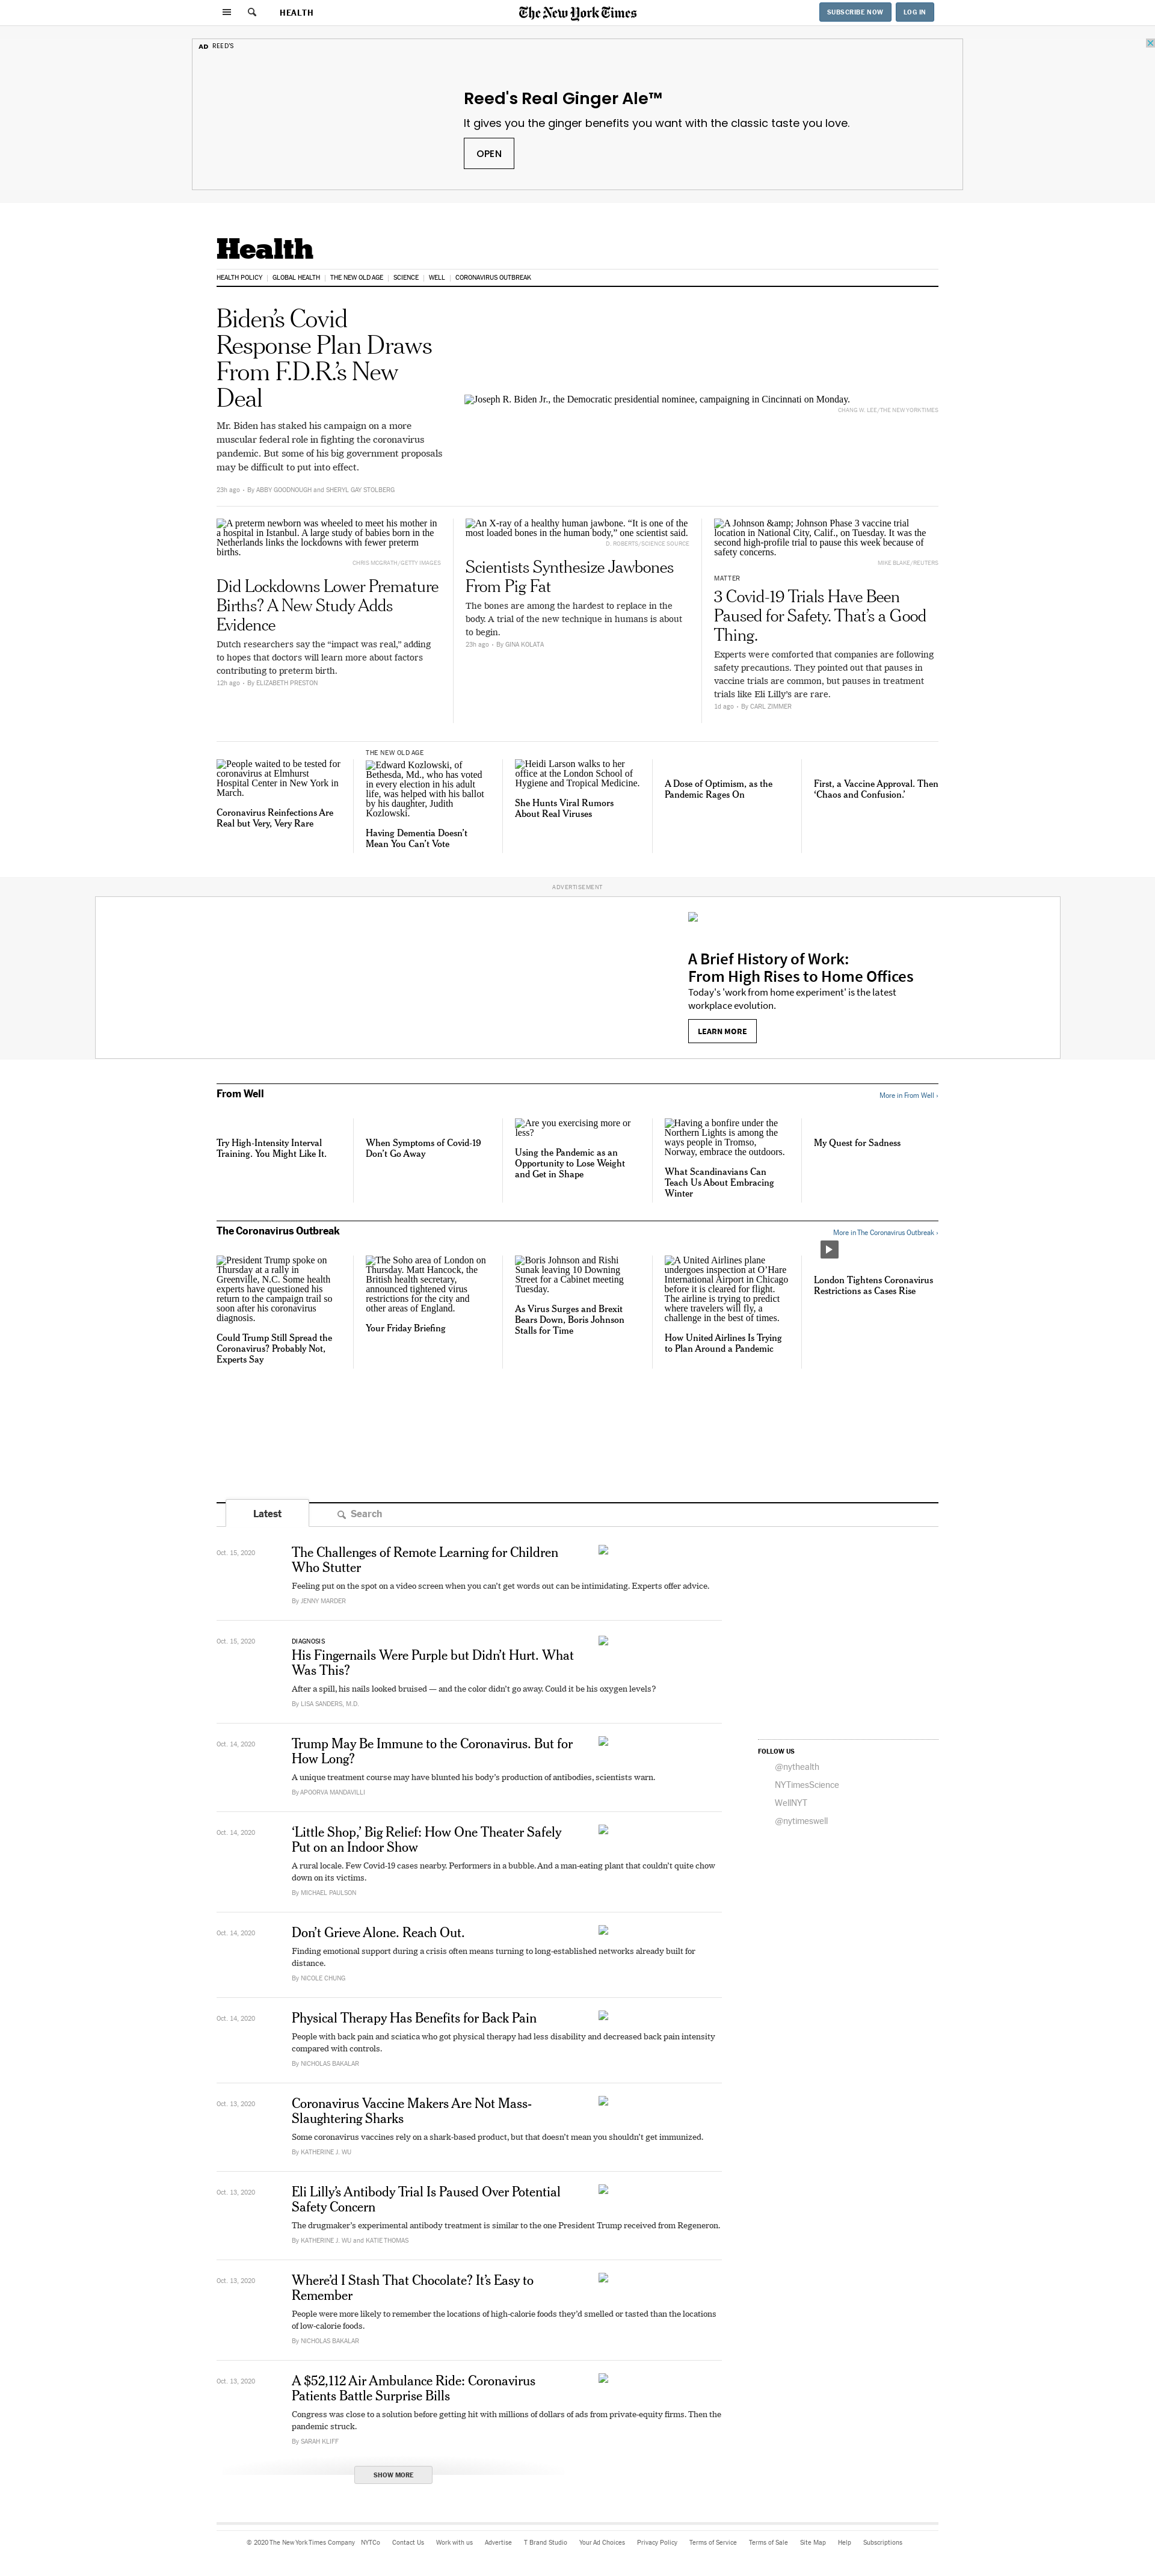 HEALTH
The New York Times
SUBSCRIBE NOW
LOG IN
AD REED'S
Reed's Real Ginger Ale™
It gives you the ginger benefits you want with the classic taste you love.
OPEN
Health
HEALTH POLICY | GLOBAL HEALTH | THE NEW OLD AGE | SCIENCE | WELL | CORONAVIRUS OUTBREAK
Biden’s Covid
Response Plan Draws
From F.D.R.’s New
Deal
Mr. Biden has staked his campaign on a more
muscular federal role in fighting the coronavirus
pandemic. But some of his big government proposals
may be difficult to put into effect.
23h ago • By ABBY GOODNOUGH and SHERYL GAY STOLBERG
Joseph R. Biden Jr., the Democratic presidential nominee, campaigning in Cincinnati on Monday.
CHANG W. LEE/THE NEW YORK TIMES
A preterm newborn was wheeled to meet his mother in
a hospital in Istanbul. A large study of babies born in the
Netherlands links the lockdowns with fewer preterm
births.
CHRIS MCGRATH/GETTY IMAGES
Did Lockdowns Lower Premature
Births? A New Study Adds
Evidence
Dutch researchers say the “impact was real,” adding
to hopes that doctors will learn more about factors
contributing to preterm birth.
12h ago • By ELIZABETH PRESTON
An X-ray of a healthy human jawbone. “It is one of the
most loaded bones in the human body,” one scientist said.
D. ROBERTS/SCIENCE SOURCE
Scientists Synthesize Jawbones
From Pig Fat
The bones are among the hardest to replace in the
body. A trial of the new technique in humans is about
to begin.
23h ago • By GINA KOLATA
A Johnson &amp; Johnson Phase 3 vaccine trial
location in National City, Calif., on Tuesday. It was the
second high-profile trial to pause this week because of
safety concerns.
MIKE BLAKE/REUTERS
MATTER
3 Covid-19 Trials Have Been
Paused for Safety. That’s a Good
Thing.
Experts were comforted that companies are following
safety precautions. They pointed out that pauses in
vaccine trials are common, but pauses in treatment
trials like Eli Lilly’s are rare.
1d ago • By CARL ZIMMER
People waited to be tested for
coronavirus at Elmhurst
Hospital Center in New York in
March.
Coronavirus Reinfections Are
Real but Very, Very Rare
THE NEW OLD AGE
Edward Kozlowski, of
Bethesda, Md., who has voted
in every election in his adult
life, was helped with his ballot
by his daughter, Judith
Kozlowski.
Having Dementia Doesn’t
Mean You Can’t Vote
Heidi Larson walks to her
office at the London School of
Hygiene and Tropical Medicine.
She Hunts Viral Rumors
About Real Viruses
A Dose of Optimism, as the
Pandemic Rages On
First, a Vaccine Approval. Then
‘Chaos and Confusion.’
ADVERTISEMENT
A Brief History of Work:
From High Rises to Home Offices
Today's 'work from home experiment' is the latest
workplace evolution.
LEARN MORE
From Well
More in From Well ›
Try High-Intensity Interval
Training. You Might Like It.
When Symptoms of Covid-19
Don’t Go Away
Are you exercising more or
less?
Using the Pandemic as an
Opportunity to Lose Weight
and Get in Shape
Having a bonfire under the
Northern Lights is among the
ways people in Tromso,
Norway, embrace the outdoors.
What Scandinavians Can
Teach Us About Embracing
Winter
My Quest for Sadness
The Coronavirus Outbreak
More in The Coronavirus Outbreak ›
President Trump spoke on
Thursday at a rally in
Greenville, N.C. Some health
experts have questioned his
return to the campaign trail so
soon after his coronavirus
diagnosis.
Could Trump Still Spread the
Coronavirus? Probably Not,
Experts Say
The Soho area of London on
Thursday. Matt Hancock, the
British health secretary,
announced tightened virus
restrictions for the city and
other areas of England.
Your Friday Briefing
Boris Johnson and Rishi
Sunak leaving 10 Downing
Street for a Cabinet meeting
Tuesday.
As Virus Surges and Brexit
Bears Down, Boris Johnson
Stalls for Time
A United Airlines plane
undergoes inspection at O’Hare
International Airport in Chicago
before it is cleared for flight.
The airline is trying to predict
where travelers will fly, a
challenge in the best of times.
How United Airlines Is Trying
to Plan Around a Pandemic
London Tightens Coronavirus
Restrictions as Cases Rise
Latest
Search
Oct. 15, 2020
The Challenges of Remote Learning for Children
Who Stutter
Feeling put on the spot on a video screen when you can’t get words out can be intimidating. Experts offer advice.
By JENNY MARDER
Oct. 15, 2020
DIAGNOSIS
His Fingernails Were Purple but Didn’t Hurt. What
Was This?
After a spill, his nails looked bruised — and the color didn’t go away. Could it be his oxygen levels?
By LISA SANDERS, M.D.
Oct. 14, 2020
Trump May Be Immune to the Coronavirus. But for
How Long?
A unique treatment course may have blunted his body’s production of antibodies, scientists warn.
By APOORVA MANDAVILLI
Oct. 14, 2020
‘Little Shop,’ Big Relief: How One Theater Safely
Put on an Indoor Show
A rural locale. Few Covid-19 cases nearby. Performers in a bubble. And a man-eating plant that couldn’t quite chow
down on its victims.
By MICHAEL PAULSON
Oct. 14, 2020
Don’t Grieve Alone. Reach Out.
Finding emotional support during a crisis often means turning to long-established networks already built for
distance.
By NICOLE CHUNG
Oct. 14, 2020
Physical Therapy Has Benefits for Back Pain
People with back pain and sciatica who got physical therapy had less disability and decreased back pain intensity
compared with controls.
By NICHOLAS BAKALAR
Oct. 13, 2020
Coronavirus Vaccine Makers Are Not Mass-
Slaughtering Sharks
Some coronavirus vaccines rely on a shark-based product, but that doesn’t mean you shouldn’t get immunized.
By KATHERINE J. WU
Oct. 13, 2020
Eli Lilly’s Antibody Trial Is Paused Over Potential
Safety Concern
The drugmaker’s experimental antibody treatment is similar to the one President Trump received from Regeneron.
By KATHERINE J. WU and KATIE THOMAS
Oct. 13, 2020
Where’d I Stash That Chocolate? It’s Easy to
Remember
People were more likely to remember the locations of high-calorie foods they’d smelled or tasted than the locations
of low-calorie foods.
By NICHOLAS BAKALAR
Oct. 13, 2020
A $52,112 Air Ambulance Ride: Coronavirus
Patients Battle Surprise Bills
Congress was close to a solution before getting hit with millions of dollars of ads from private-equity firms. Then the
pandemic struck.
By SARAH KLIFF
SHOW MORE
FOLLOW US
@nythealth
NYTimesScience
WellNYT
@nytimeswell
© 2020 The New York Times Company NYTCo Contact Us Work with us Advertise T Brand Studio Your Ad Choices Privacy Policy Terms of Service Terms of Sale Site Map Help Subscriptions